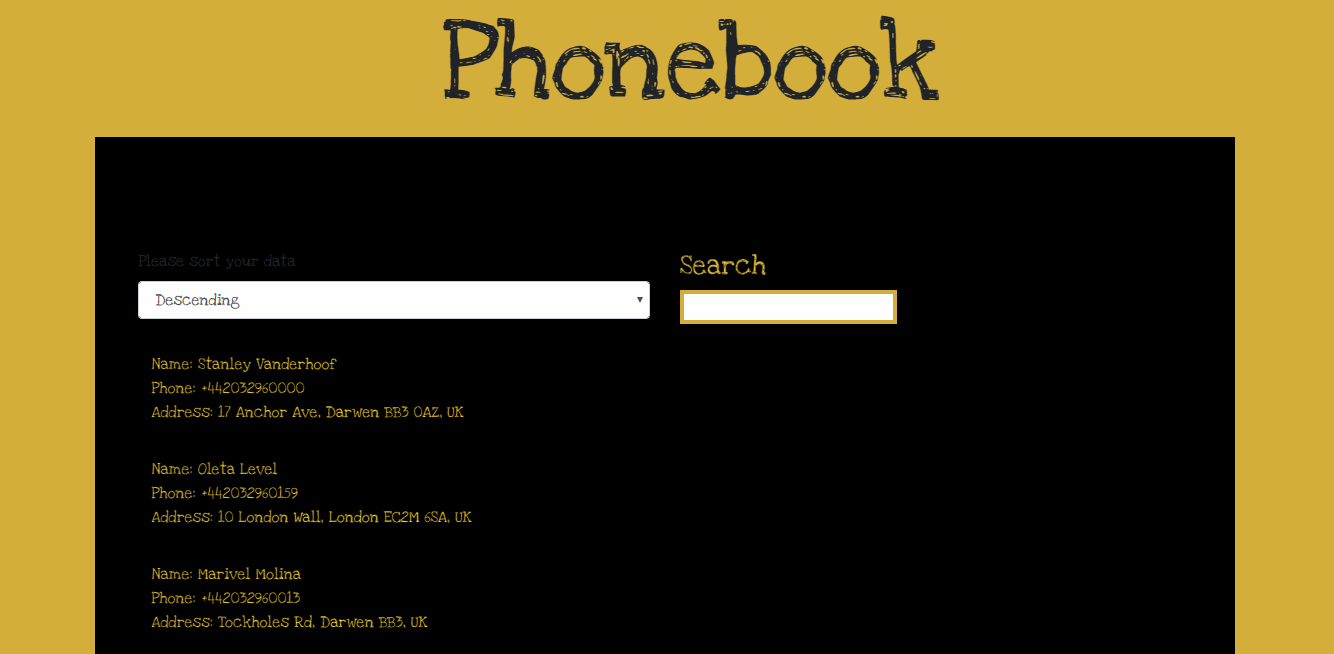 Phonebook
Please sort your data
Descending
Search
Name: Stanley Vanderhoof
Phone: +442032960000
Address: 17 Anchor Ave, Darwen BB3 0AZ, UK
Name: Oleta Level
Phone: +442032960159
Address: 10 London Wall, London EC2M 6SA, UK
Name: Marivel Molina
Phone: +442032960013
Address: Tockholes Rd, Darwen BB3, UK